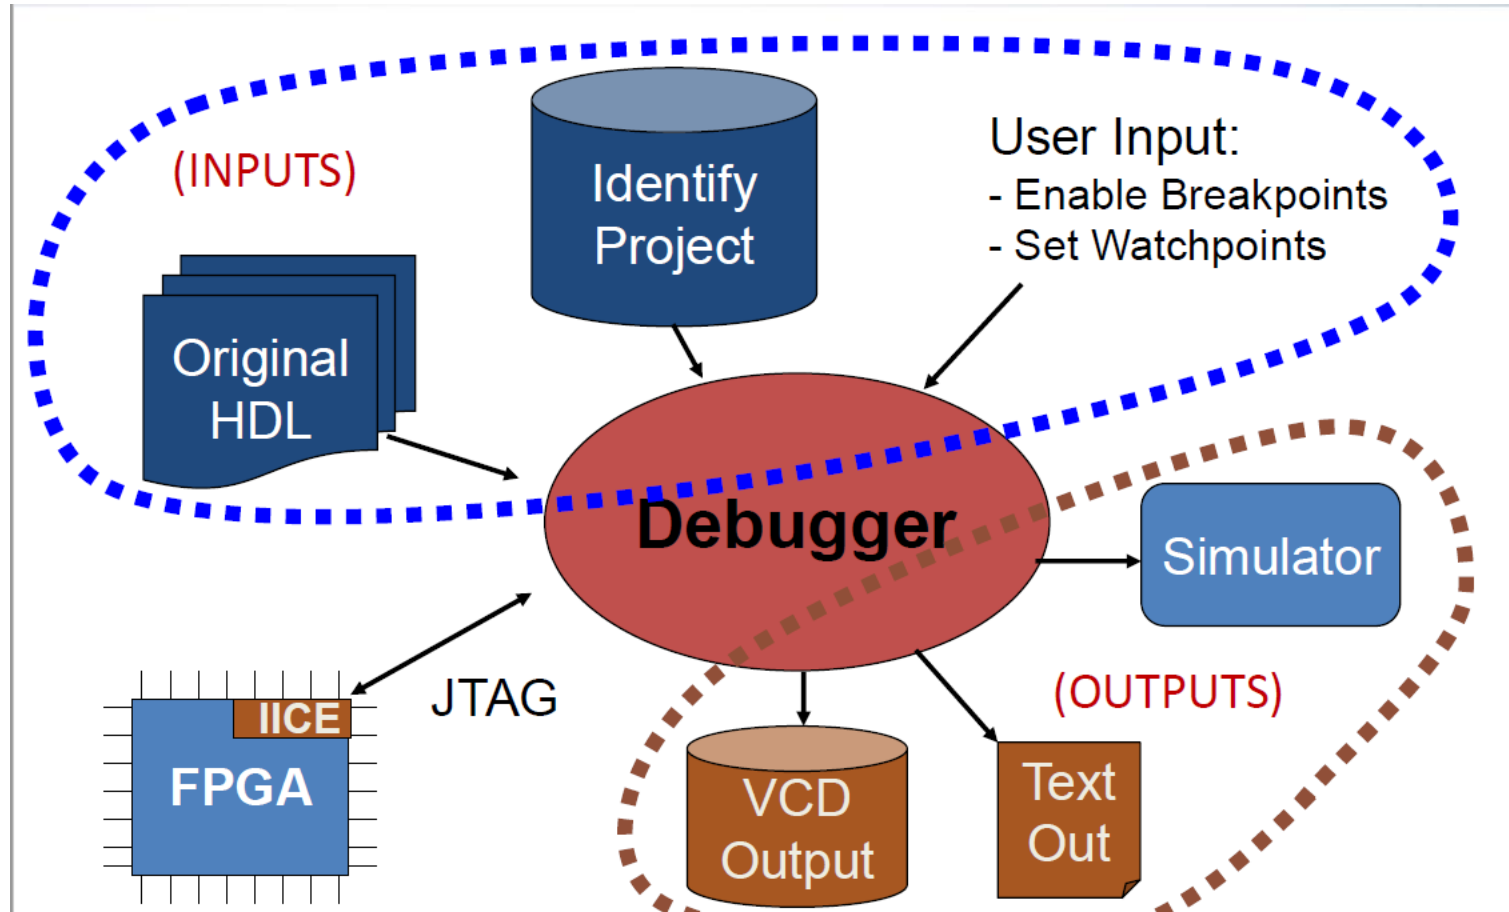 (INPUTS)
Identify
Project
User Input:
- Enable Breakpoints
- Set Watchpoints
Original
HDL
Debugger
Simulator
JTAG
(OUTPUTS)
IICE
FPGA
VCD
Output
Text
Out